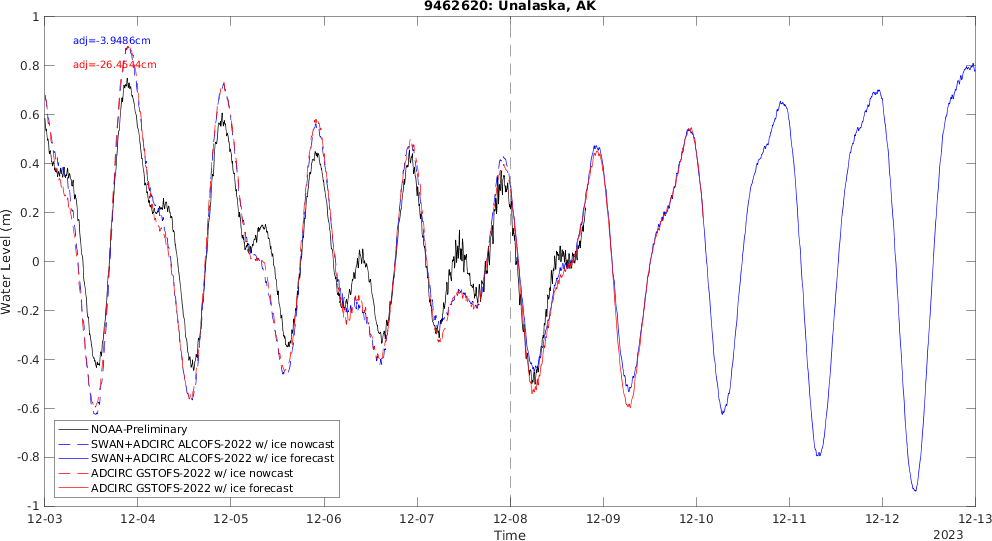 9462620: Unalaska, AK
adj=-3.9486cm
adj=-26.4544cm
Water Level (m)
1
0.8
0.6
0.4
0.2
0
-0.2
-0.4
-0.6
-0.8
-1
NOAA-Preliminary
SWAN+ADCIRC ALCOFS-2022 w/ ice nowcast
SWAN+ADCIRC ALCOFS-2022 w/ ice forecast
ADCIRC GSTOFS-2022 w/ ice nowcast
ADCIRC GSTOFS-2022 w/ ice forecast
12-03 12-04 12-05 12-06 12-07 12-08 12-09 12-10 12-11 12-12 12-13
Time
2023